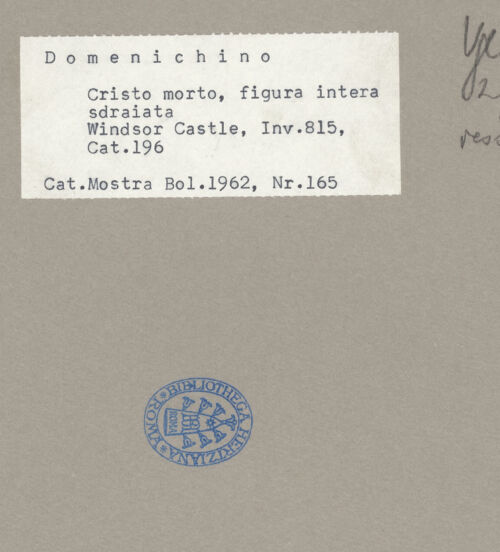 Domenichino
Cristo morto, figura intera
sdraiata
Windsor Castle, Inv.815,
Cat.196
Cat.Mostra Bol.1962, Nr.165
BIBLIOTHECA HERTZIANA * ROMA *
ROMA